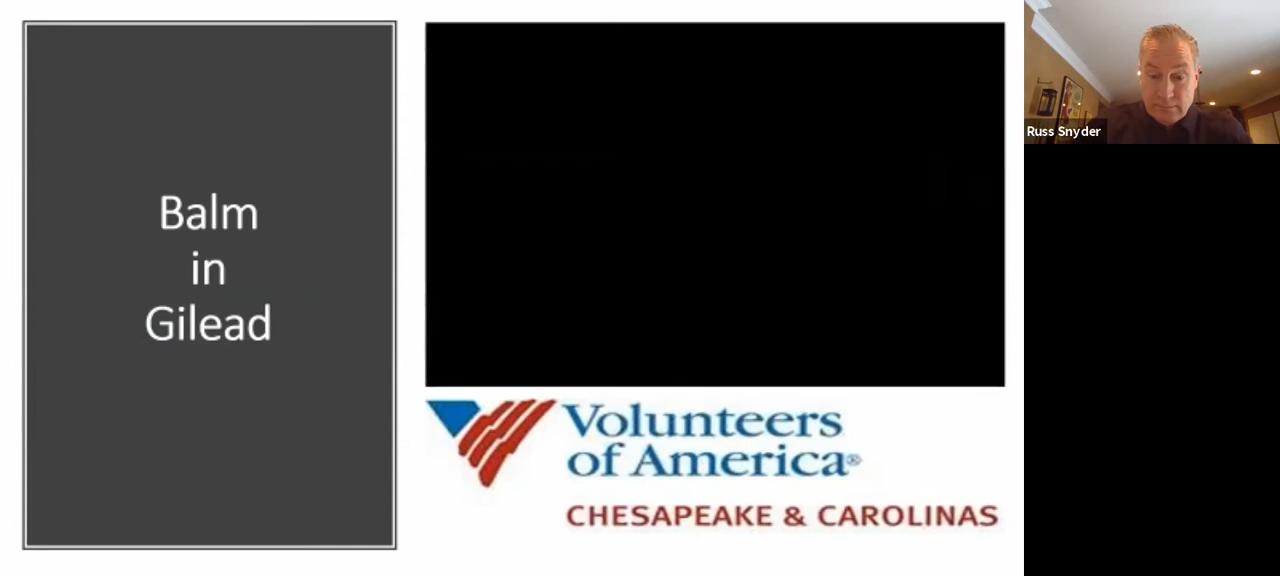 Balm
in
Gilead
Volunteers
of America®
CHESAPEAKE & CAROLINAS
Russ Snyder